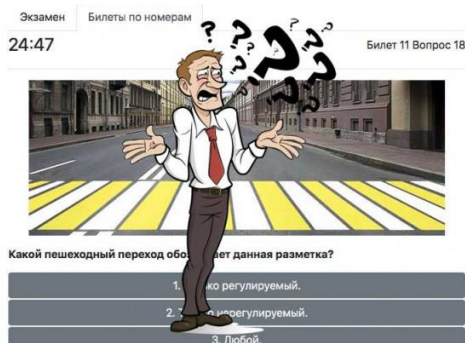 Экзамен Билеты по номерам
24:47 Билет 11 Вопрос 18
? ? ? ? ? ? ? ? ? ?
Какой пешеходный переход обо ает данная разметка?
1. ко регулируемый.
2. Т о нерегулируемый.
3. Любой.